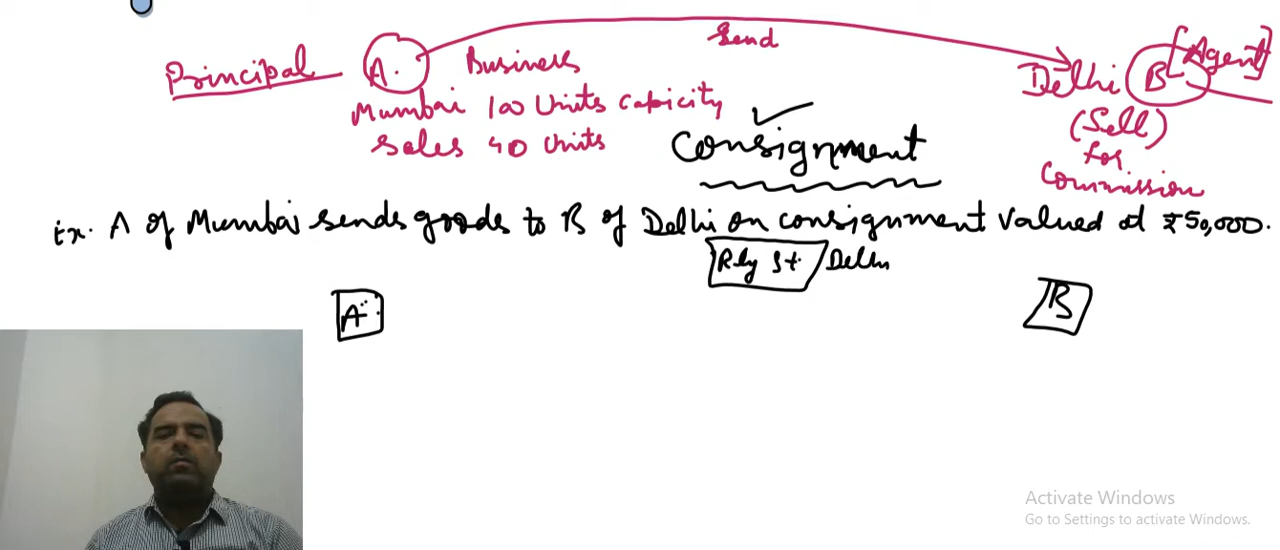 Send
Principal A. Business Delhi B [Agent]
Mumbai 100 Units Capicity
Sales 40 Units
(Sell)
for
Commission
Consignment
Ex. A of Mumbai sends goods to B of Delhi on consignment valued at ₹50,000.
Rly St. Delhi
A
B
Activate Windows
Go to Settings to activate Windows.